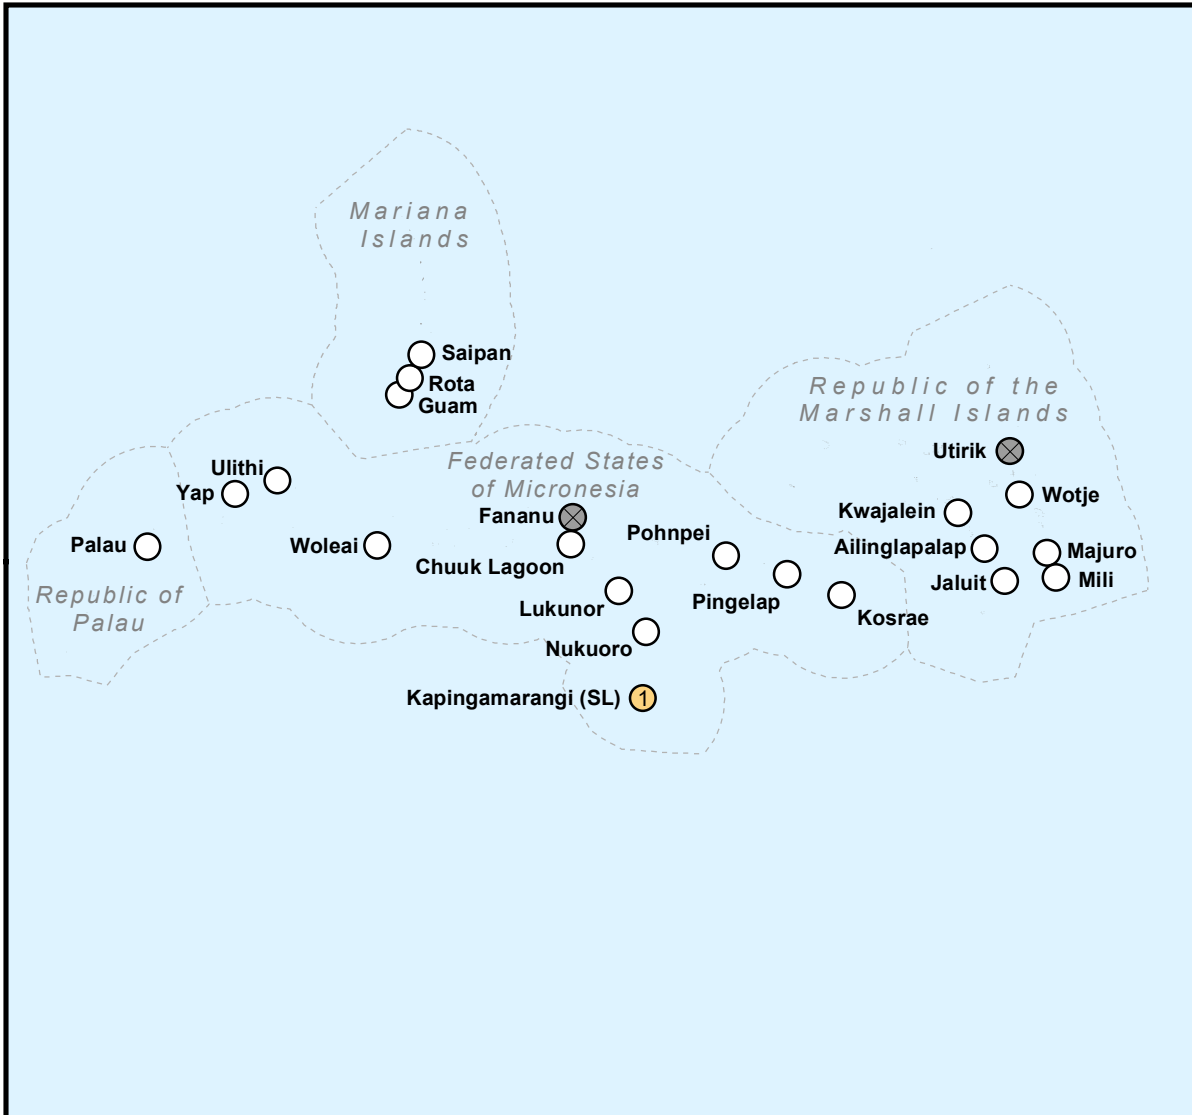 Mariana
Islands
Saipan
Rota
Guam
Republic of the
Marshall Islands
Utirik
Ulithi
Yap
Federated States
of Micronesia
Wotje
Fananu
Kwajalein
Pohnpei
Palau
Woleai
Chuuk Lagoon
Ailinglapalap
Majuro
Republic of
Palau
Lukunor
Pingelap
Jaluit
Mili
Kosrae
Nukuoro
Kapingamarangi (SL) 1